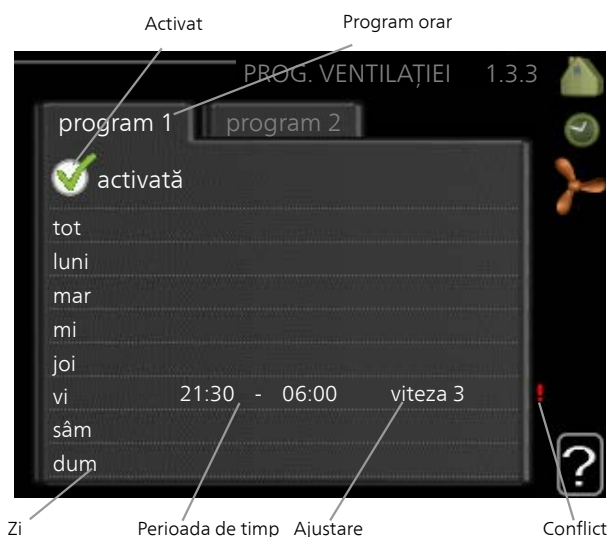 Activat Program orar
PROG. VENTILAȚIEI 1.3.3
program 1 program 2
activată
tot
luni
mar
mi
joi
vi 21:30 - 06:00 viteza 3 !
sâm
dum
?
Zi Perioada de timp Ajustare Conflict